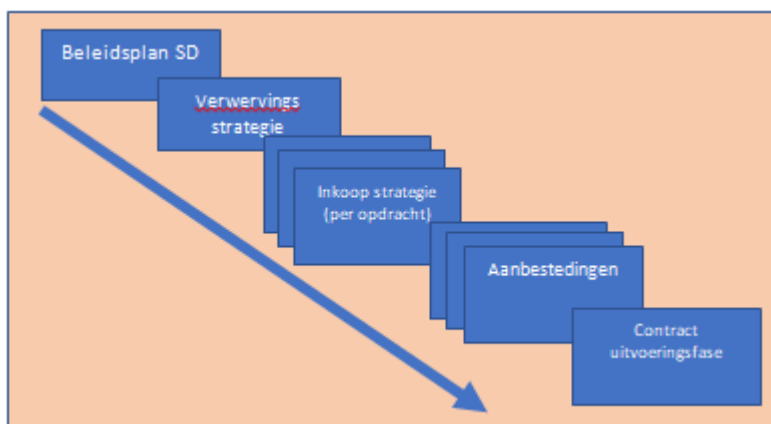 Beleidsplan SD
Verwervings
strategie
Inkoop strategie
(per opdracht)
Aanbestedingen
Contract
uitvoeringsfase